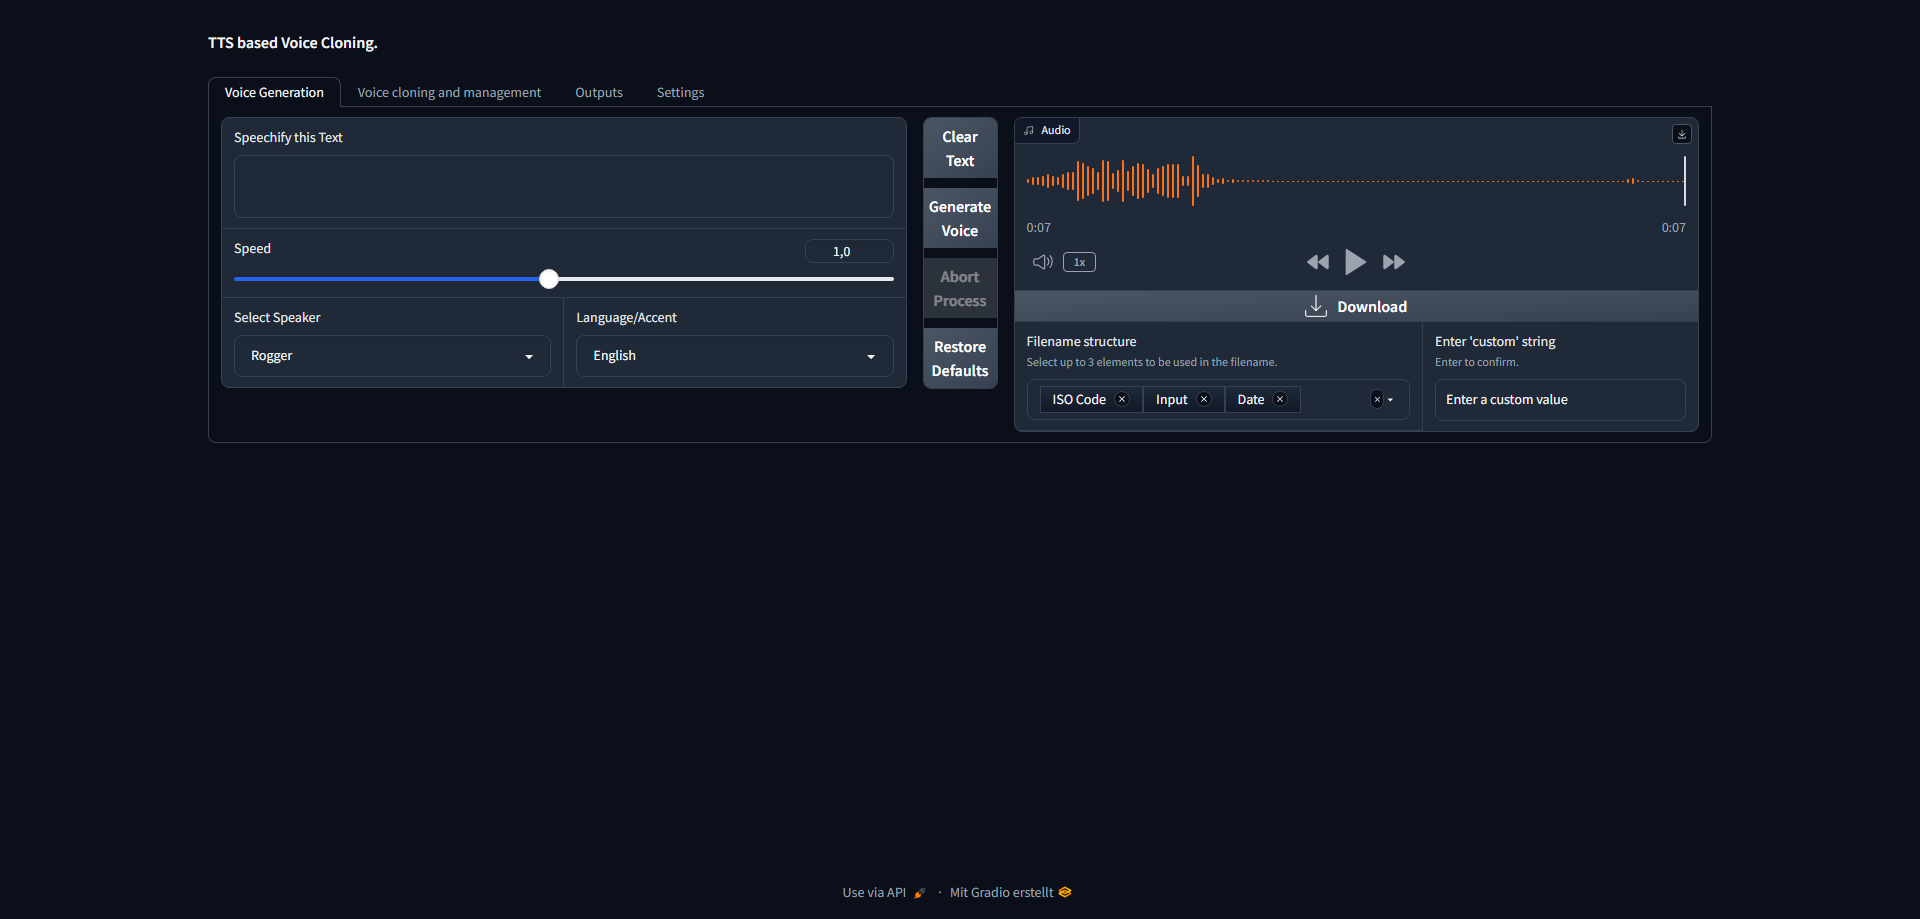 TTS based Voice Cloning.
Voice Generation
Voice cloning and management
Outputs
Settings
Speechify this Text
Speed
1,0
Select Speaker
Rogger
Language/Accent
English
Clear
Text
Generate
Voice
Abort
Process
Restore
Defaults
Audio
0:07
0:07
1x
Download
Filename structure
Select up to 3 elements to be used in the filename.
ISO Code
Input
Date
Enter 'custom' string
Enter to confirm.
Enter a custom value
Use via API · Mit Gradio erstellt